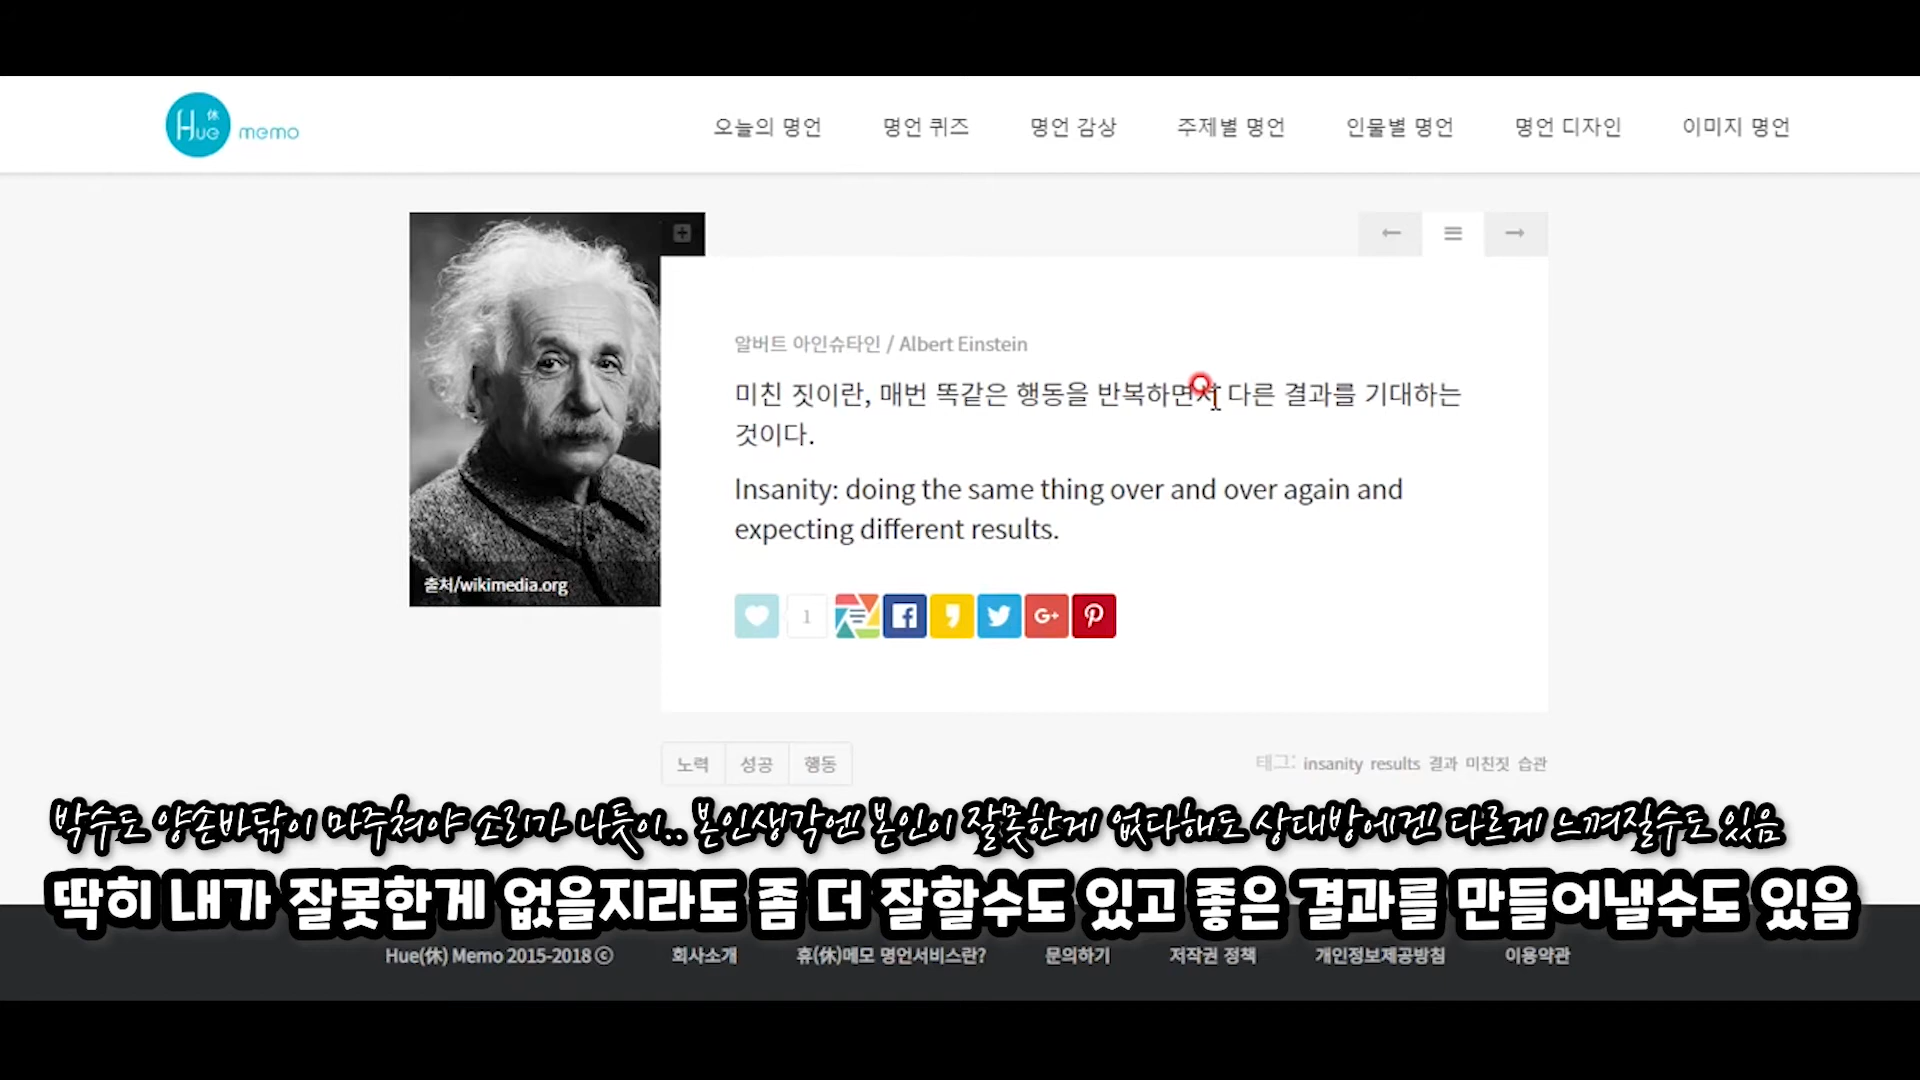 Hue 休 memo
오늘의 명언 명언 퀴즈 명언 감상 주제별 명언 인물별 명언 명언 디자인 이미지 명언
알버트 아인슈타인 / Albert Einstein
미친 짓이란, 매번 똑같은 행동을 반복하면서 다른 결과를 기대하는
것이다.
Insanity: doing the same thing over and over again and
expecting different results.
출처/wikimedia.org
1
노력 성공 행동
태그: insanity results 결과 미친짓 습관
박수도 양손바닦이 마주쳐야 소리가 나듯이.. 본인생각엔 본인이 잘못한게 없다해도 상대방에겐 다르게 느껴질수도 있음
딱히 내가 잘못한게 없을지라도 좀 더 잘할수도 있고 좋은 결과를 만들어낼수도 있음
Hue(休) Memo 2015-2018 ⓒ 회사소개 휴(休)메모 명언서비스란? 문의하기 저작권 정책 개인정보제공방침 이용약관